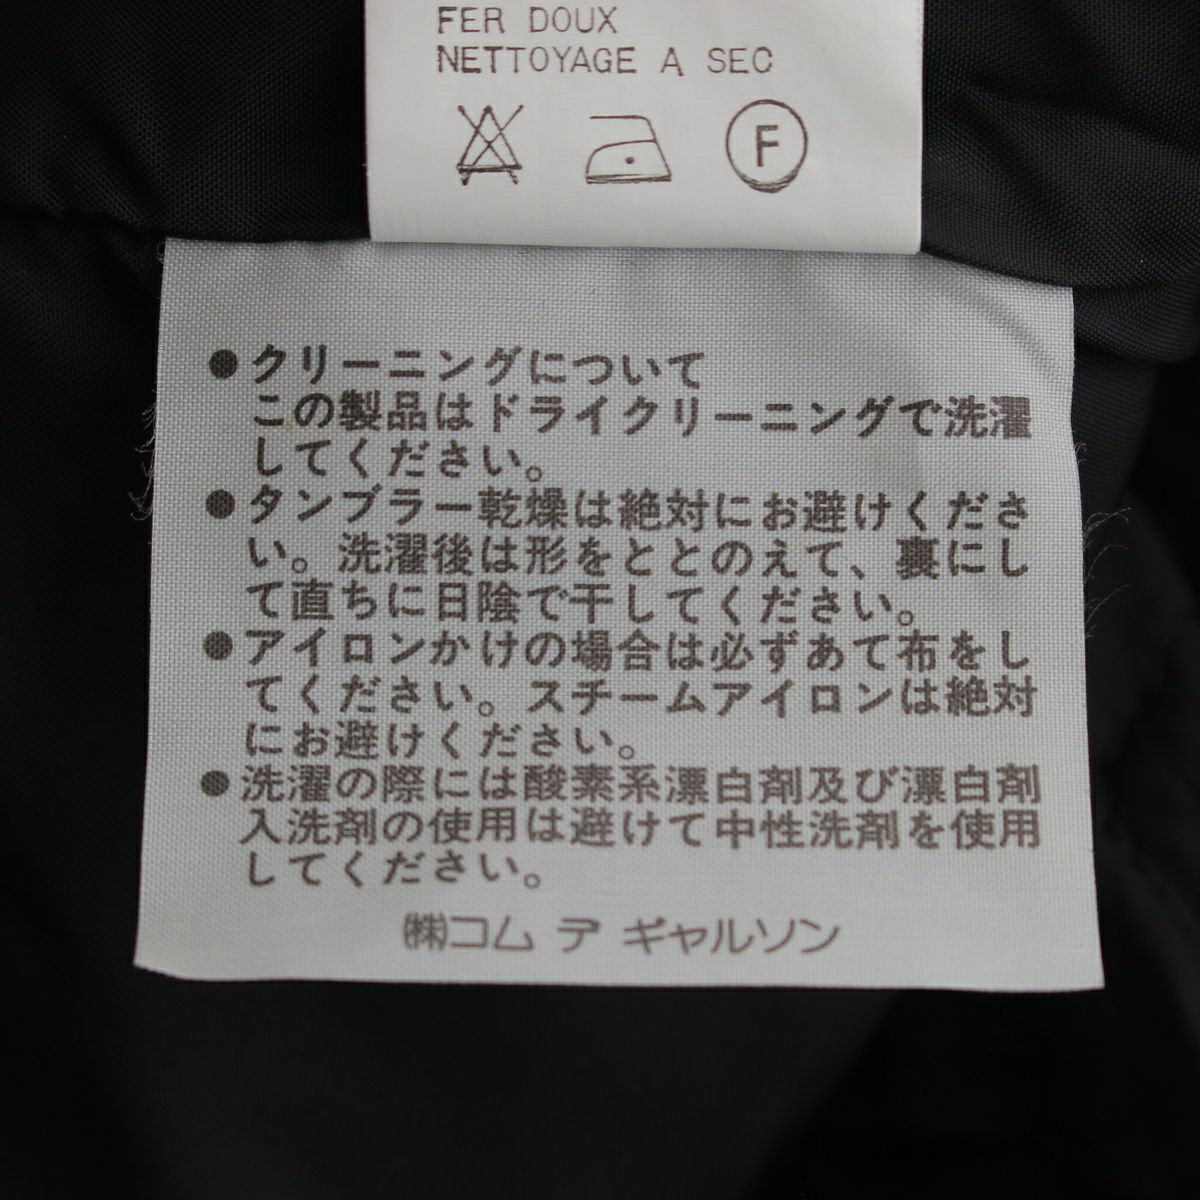 FER DOUX
NETTOYAGE A SEC
F
●クリーニングについて
この製品はドライクリーニングで洗濯
してください。
●タンブラー乾燥は絶対にお避けくださ
い。洗濯後は形をととのえて、裏にし
て直ちに日陰で干してください。
●アイロンかけの場合は必ずあて布をし
てください。スチームアイロンは絶対
にお避けください。
●洗濯の際には酸素系漂白剤及び漂白剤
入洗剤の使用は避けて中性洗剤を使用
してください。
㈱コム デ ギャルソン